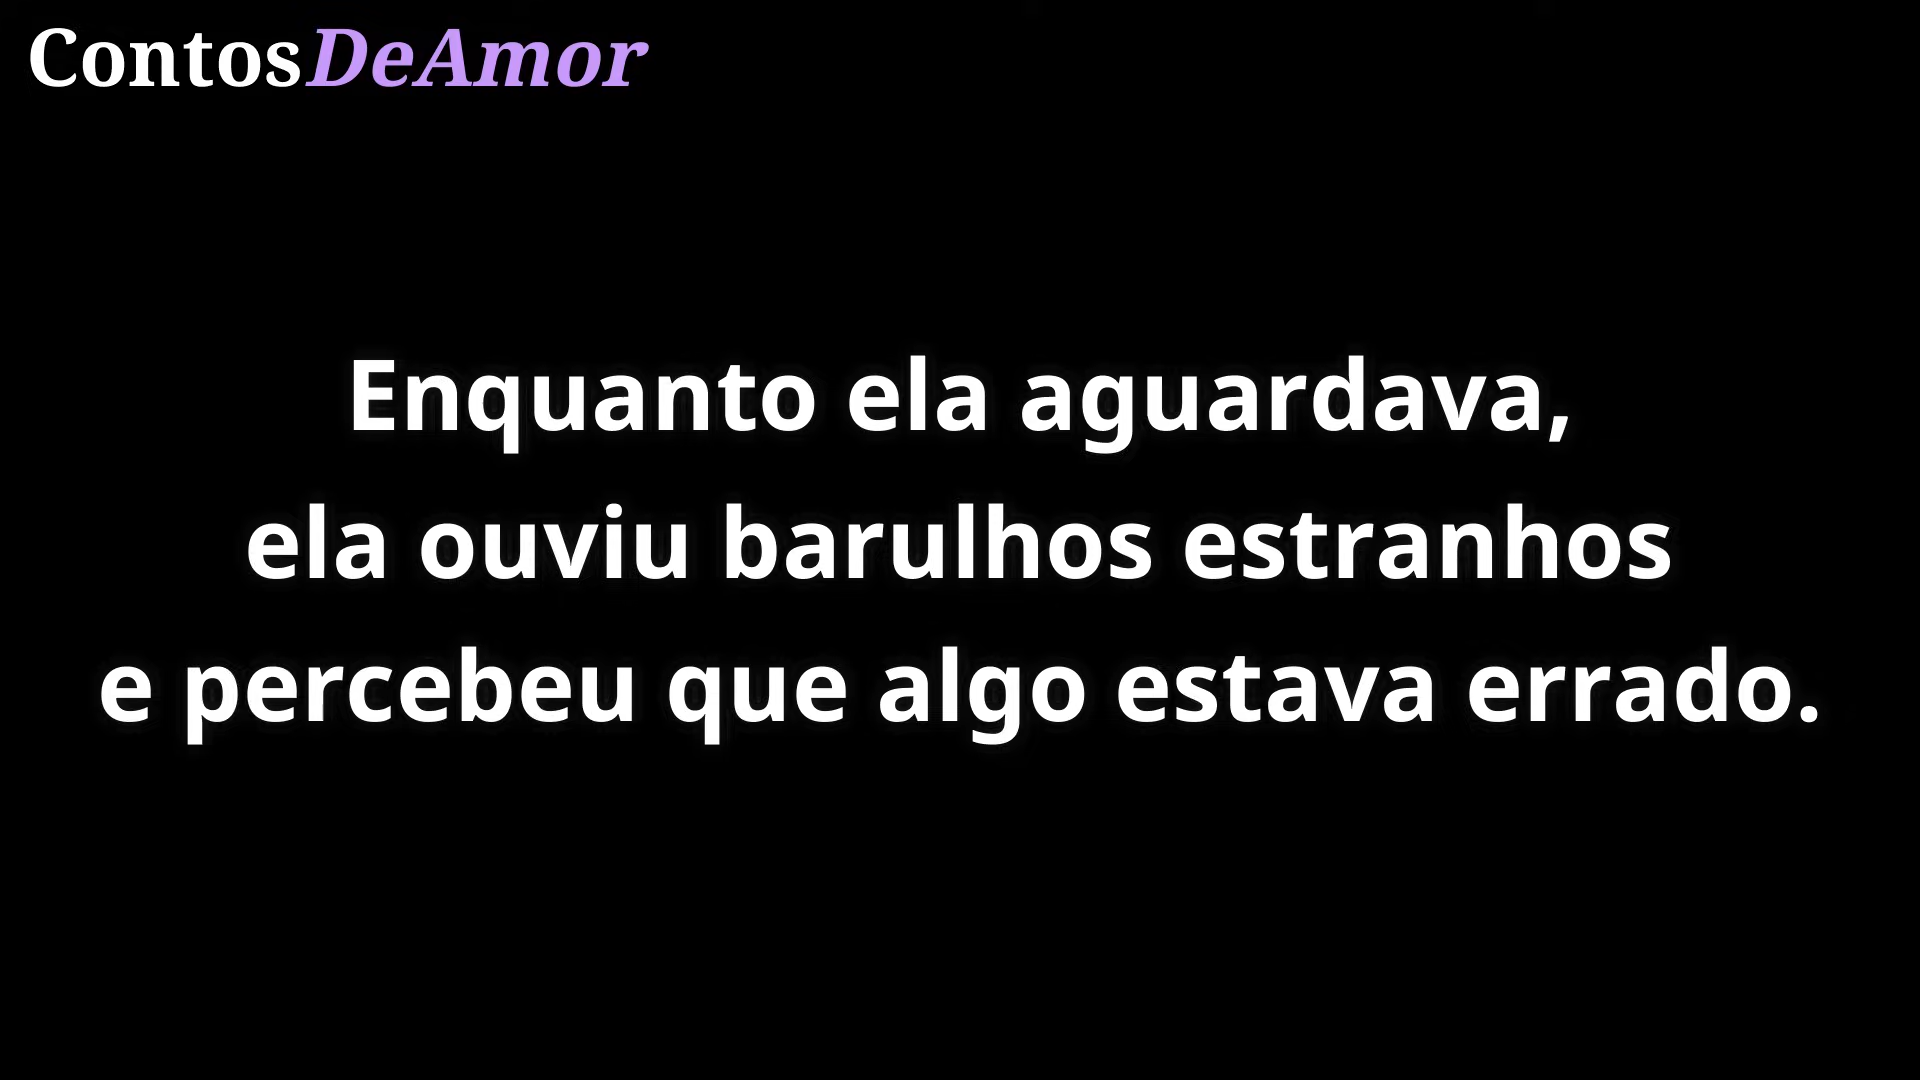 ContosDeAmor
Enquanto ela aguardava,
ela ouviu barulhos estranhos
e percebeu que algo estava errado.